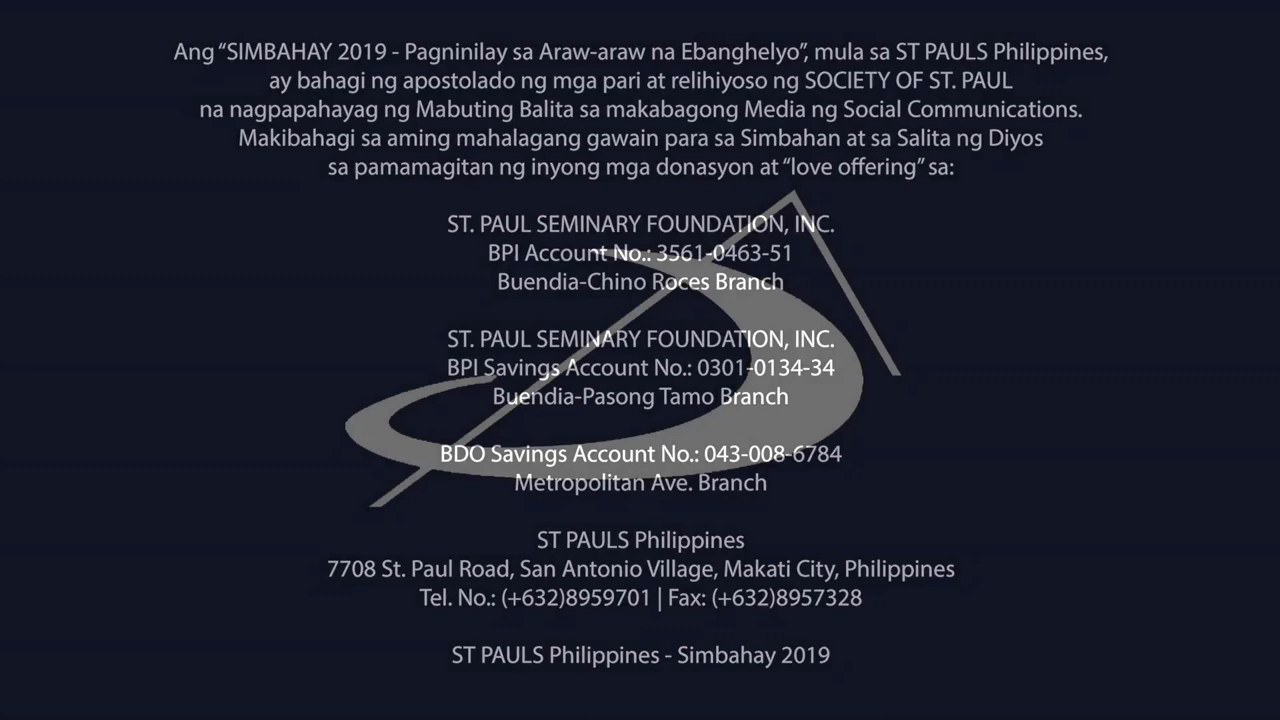 Ang “SIMBAHAY 2019 - Pagninilay sa Araw-araw na Ebanghelyo”, mula sa ST PAULS Philippines,
ay bahagi ng apostolado ng mga pari at relihiyoso ng SOCIETY OF ST. PAUL
na nagpapahayag ng Mabuting Balita sa makabagong Media ng Social Communications.
Makibahagi sa aming mahalagang gawain para sa Simbahan at sa Salita ng Diyos
sa pamamagitan ng inyong mga donasyon at “love offering” sa:
ST. PAUL SEMINARY FOUNDATION, INC.
BPI Account No.: 3561-0463-51
Buendia-Chino Roces Branch
ST. PAUL SEMINARY FOUNDATION, INC.
BPI Savings Account No.: 0301-0134-34
Buendia-Pasong Tamo Branch
BDO Savings Account No.: 043-008-6784
Metropolitan Ave. Branch
ST PAULS Philippines
7708 St. Paul Road, San Antonio Village, Makati City, Philippines
Tel. No.: (+632)8959701 | Fax: (+632)8957328
ST PAULS Philippines - Simbahay 2019